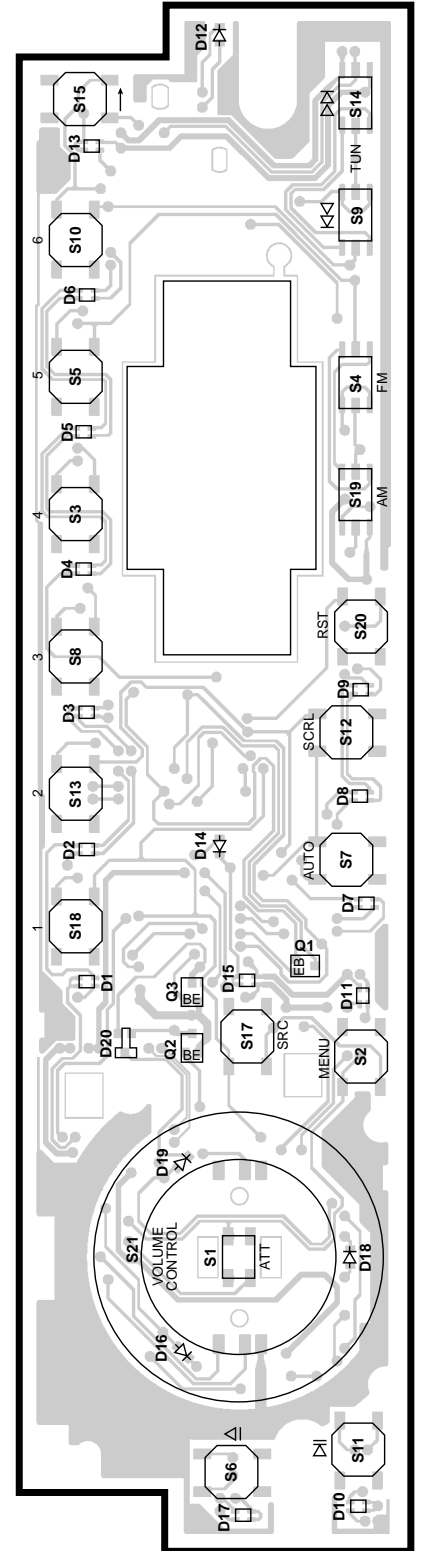 D12
S15
D13
S14
TUN
6
S10
S9
D6
5
S5
S4
FM
D5
4
S3
S19
AM
D4
3
S8
RST
S20
D3
D9
SCRL
S12
2
S13
D8
D2
D14
AUTO
S7
1
S18
D7
Q1
EB
D1
Q3
BE
D15
D11
D20
Q2
BE
S17
SRC
MENU
S2
D19
S21
VOLUME
CONTROL
S1
ATT
D18
D16
S6
S11
D17
D10